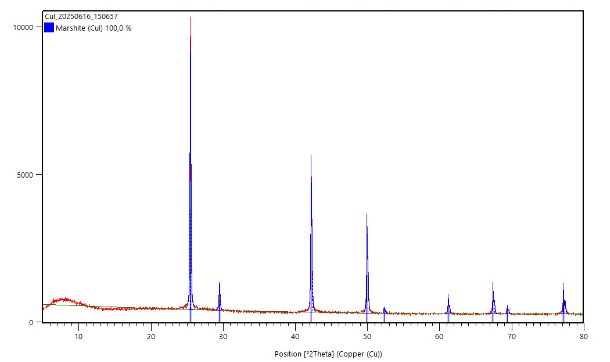 CuI_20250616_150657
Marshite (CuI) 100,0 %
10000
5000
0
10 20 30 40 50 60 70 80
Position [°2Theta] (Copper (Cu))